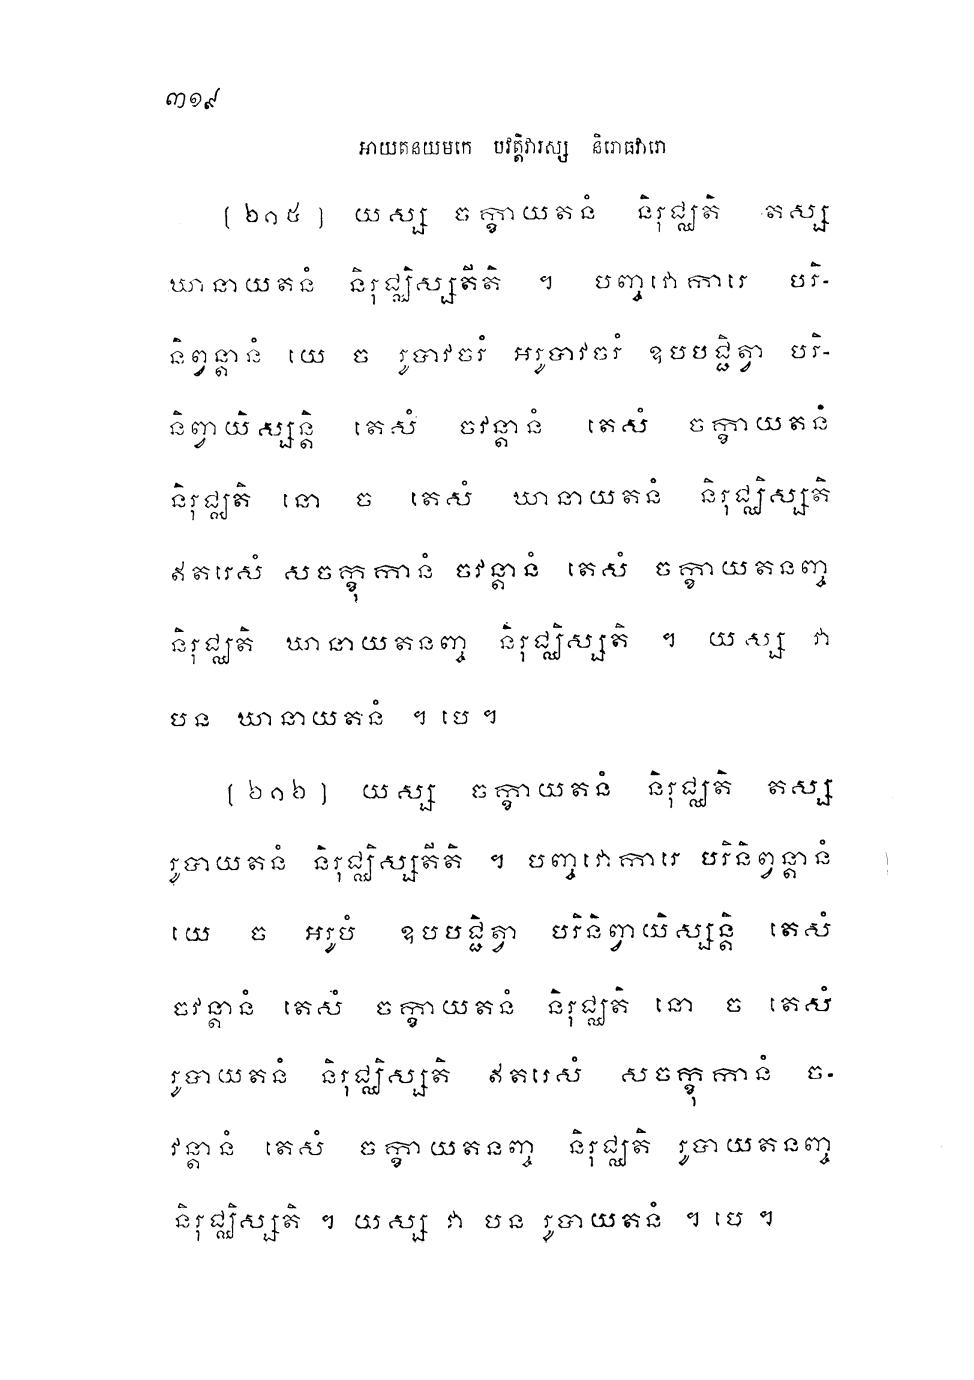 ៣១៩
អាយតនយមកេ បវត្តិវារស្ស និរោធវារោ
(២១៥) យស្ស ចក្ខាយតនំ និរុជ្ឈតិ តស្ស
ឃានាយតនំ និរុជ្ឈិស្សតីតិ ។ បញ្ចវោការេ បរិ-
និព្វន្តានំ យេ ច រូបាវចរំ អរូបាវចរំ ឧបបជ្ជិត្វា បរិ-
និព្វាយិស្សន្តិ តេសំ ចវន្តានំ តេសំ ចក្ខាយតនំ
និរុជ្ឈតិ នោ ច តេសំ ឃានាយតនំ និរុជ្ឈិស្សតិ
ឥតរេសំ សចក្ខុកានំ ចវន្តានំ តេសំ ចក្ខាយតនញ្ច
និរុជ្ឈតិ ឃានាយតនញ្ច និរុជ្ឈិស្សតិ ។ យស្ស វា
បន ឃានាយតនំ ។ បេ ។
(២១៦) យស្ស ចក្ខាយតនំ និរុជ្ឈតិ តស្ស
រូបាយតនំ និរុជ្ឈិស្សតីតិ ។ បញ្ចវោការេ បរិនិព្វន្តានំ
យេ ច អរូបំ ឧបបជ្ជិត្វា បរិនិព្វាយិស្សន្តិ តេសំ
ចវន្តានំ តេសំ ចក្ខាយតនំ និរុជ្ឈតិ នោ ច តេសំ
រូបាយតនំ និរុជ្ឈិស្សតិ ឥតរេសំ សចក្ខុកានំ ច-
វន្តានំ តេសំ ចក្ខាយតនញ្ច និរុជ្ឈតិ រូបាយតនញ្ច
និរុជ្ឈិស្សតិ ។ យស្ស វា បន រូបាយតនំ ។ បេ ។